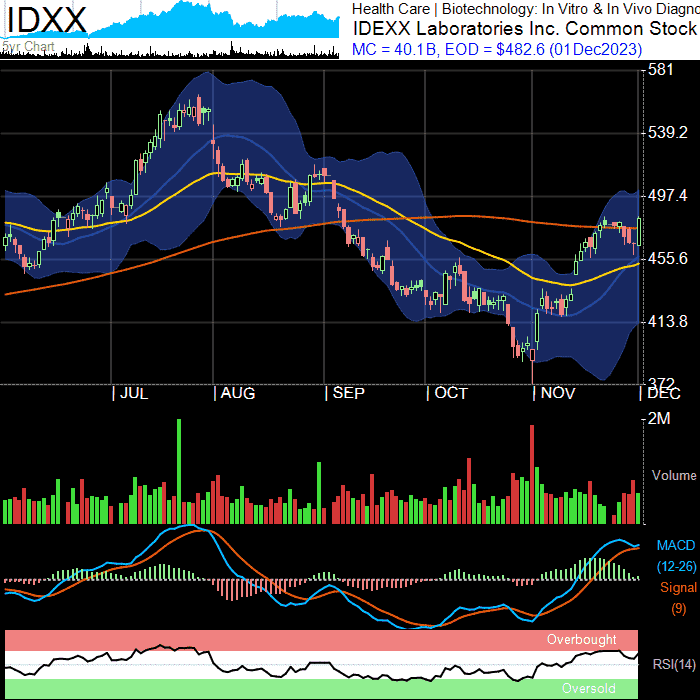 IDXX
5yr Chart
Health Care | Biotechnology: In Vitro & In Vivo Diagno
IDEXX Laboratories Inc. Common Stock
MC = 40.1B, EOD = $482.6 (01Dec2023)
581
539.2
497.4
455.6
413.8
372
JUL AUG SEP OCT NOV DEC
2M
Volume
MACD
(12-26)
Signal
(9)
Overbought
RSI(14)
Oversold